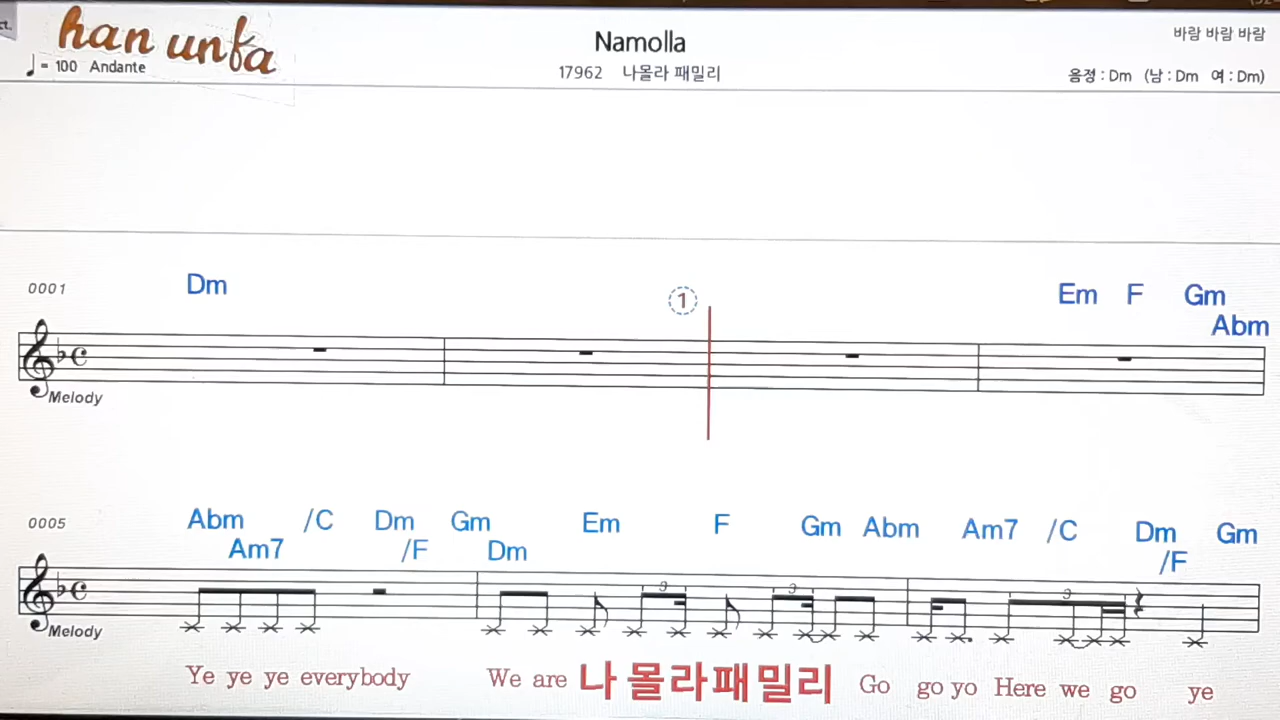 han unfa
Namolla
바람 바람 바람
♩ = 100 Andante
17962 나몰라 패밀리
음정 : Dm (남 : Dm 여 : Dm)
0001
Dm
①
Em F Gm
Abm
Melody
0005
Abm /C Dm Gm Em F Gm Abm Am7 /C Dm Gm
Am7 /F Dm /F
3 3 3
Melody
Ye ye ye everybody We are 나 몰라패밀리 Go go yo Here we go ye